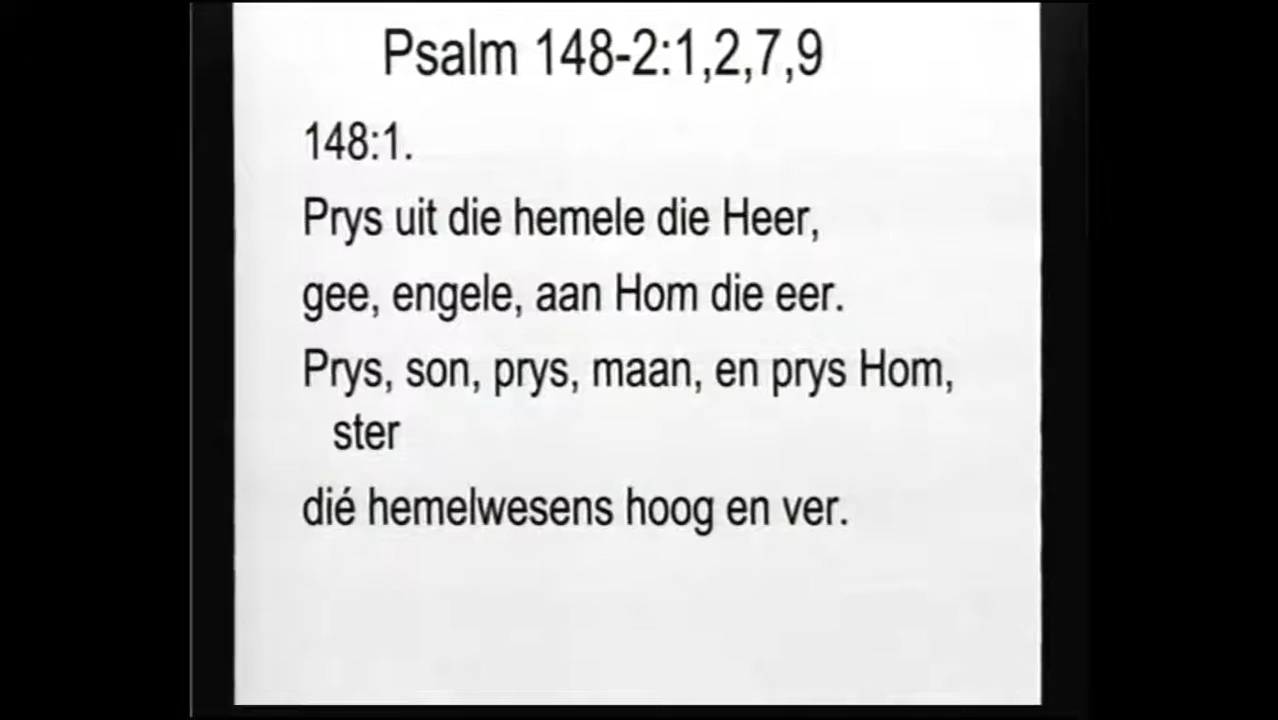 Psalm 148-2:1,2,7,9
148:1.
Prys uit die hemele die Heer,
gee, engele, aan Hom die eer.
Prys, son, prys, maan, en prys Hom,
ster
dié hemelwesens hoog en ver.